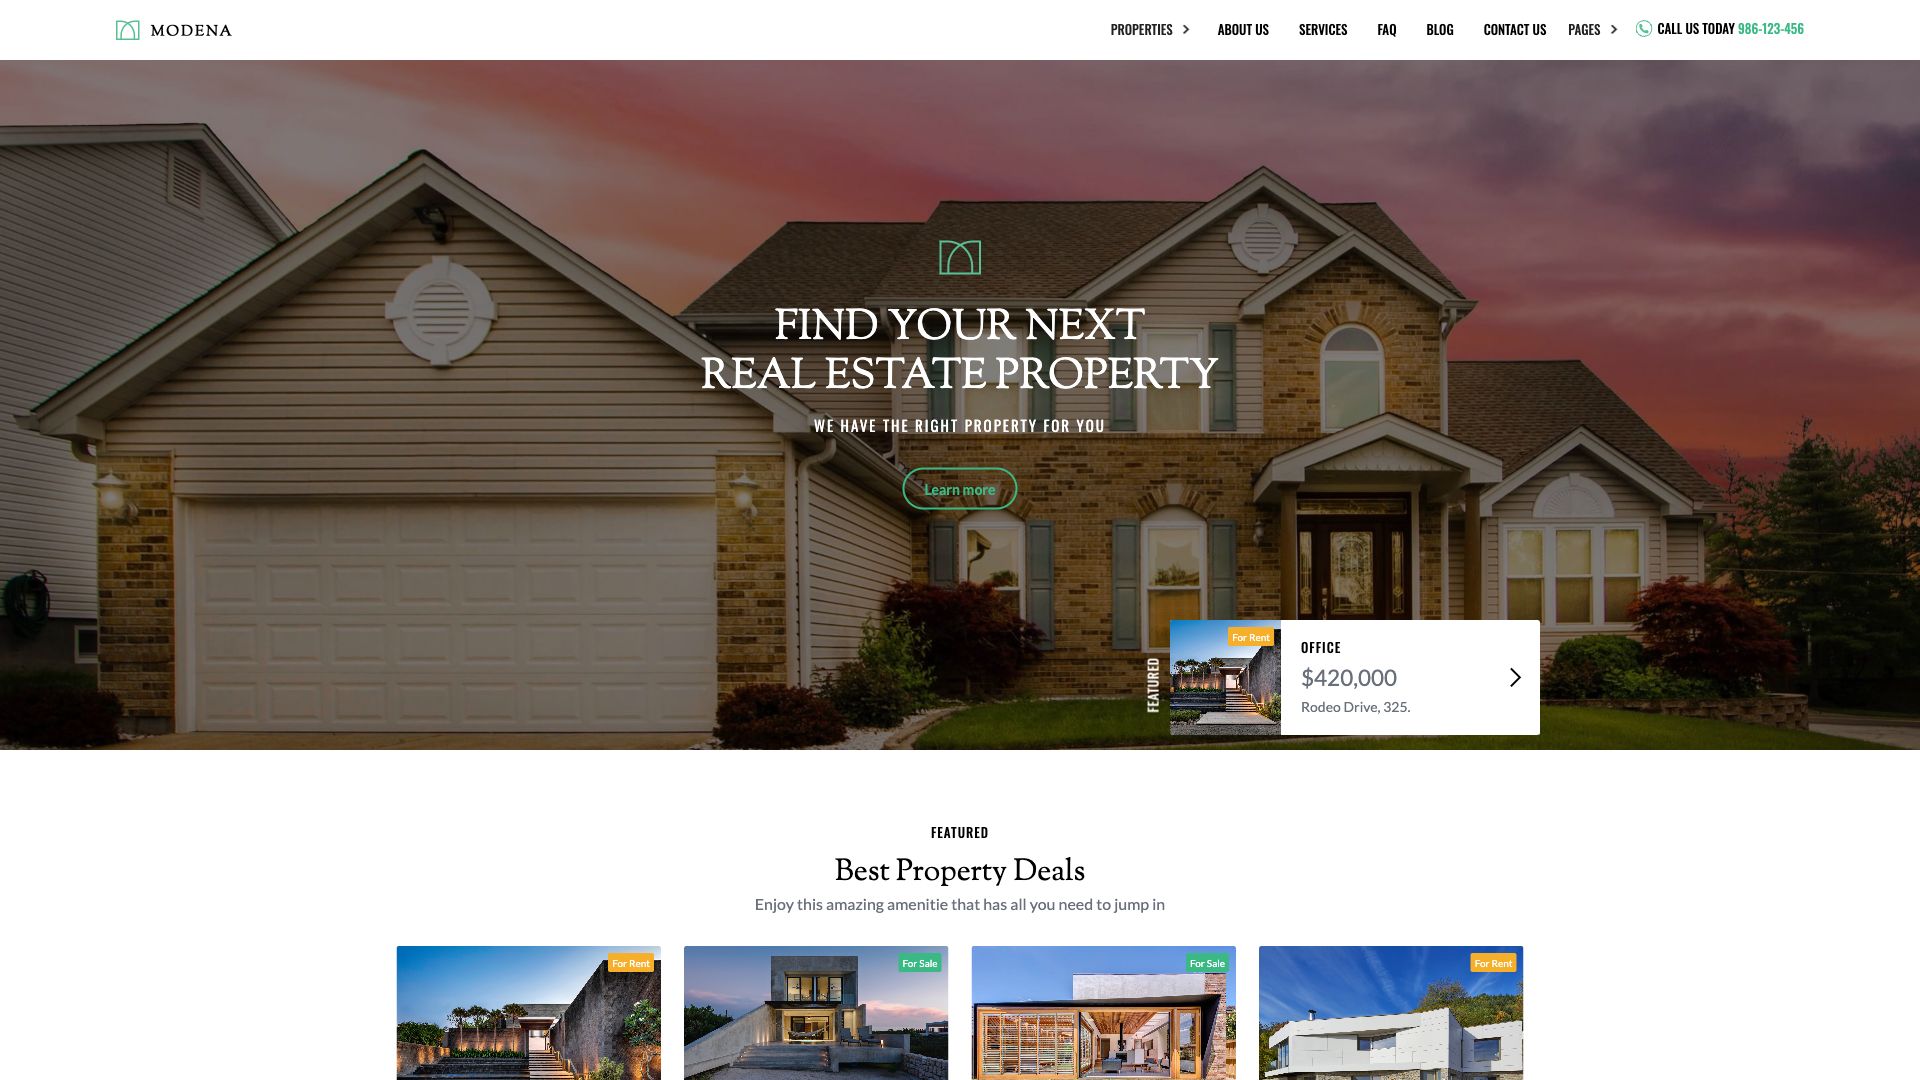 MODENA
PROPERTIES
ABOUT US
SERVICES
FAQ
BLOG
CONTACT US
PAGES
CALL US TODAY 986-123-456
FIND YOUR NEXT
REAL ESTATE PROPERTY
WE HAVE THE RIGHT PROPERTY FOR YOU
Learn more
FEATURED
For Rent
OFFICE
$420,000
Rodeo Drive, 325.
FEATURED
Best Property Deals
Enjoy this amazing amenitie that has all you need to jump in
For Rent
For Sale
For Sale
For Rent